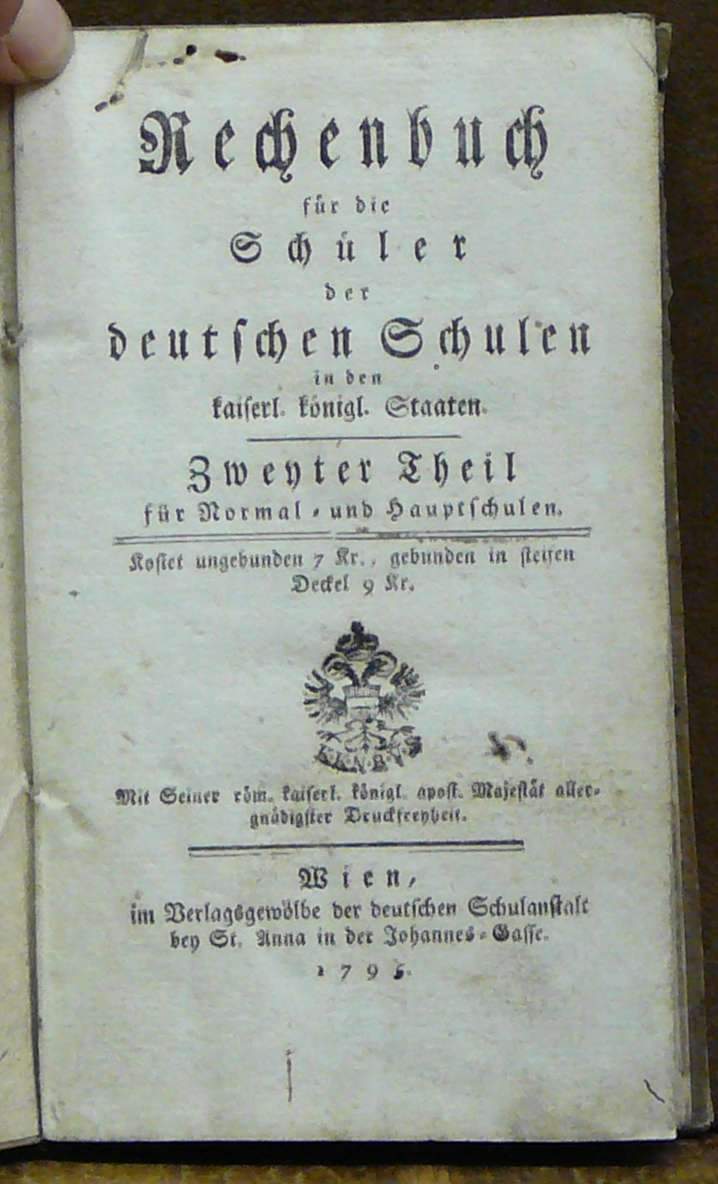 Rechenbuch
für die
Schüler
der
deutschen Schulen
in den
kaiserl. königl. Staaten.
Zweyter Theil
für Normal- und Hauptschulen.
Kostet ungebunden 7 Kr., gebunden in steifen
Deckel 9 Kr.
Mit Seiner röm. kaiserl. königl. apost. Majestät aller-
gnädigster Druckfreyheit.
Wien,
im Verlagsgewölbe der deutschen Schulanstalt
bey St. Anna in der Johannes-Gasse.